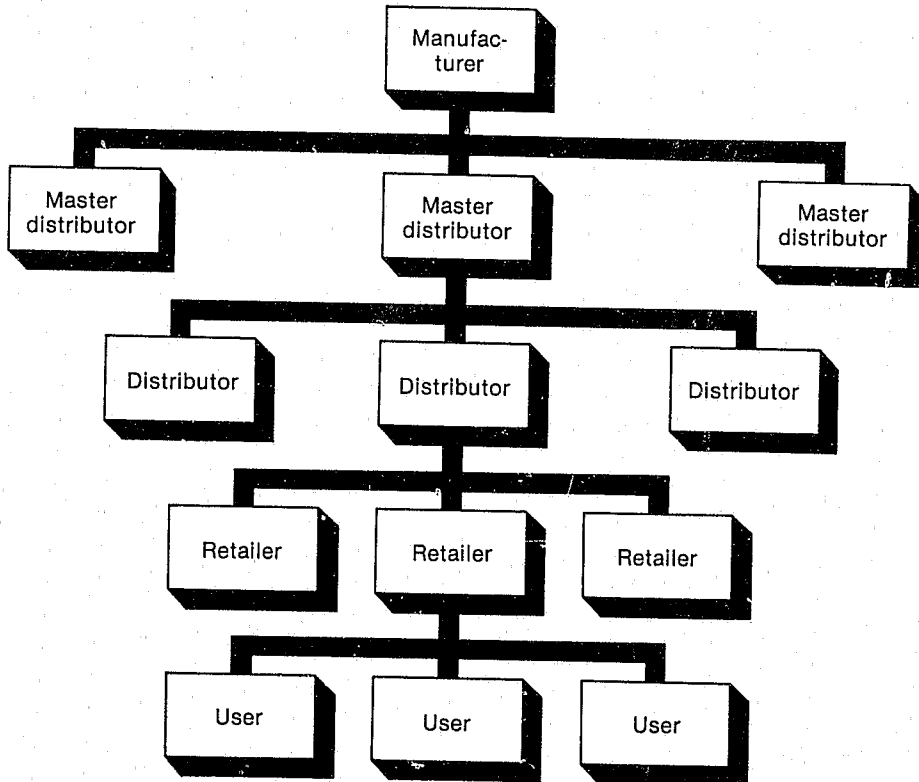 Manufac-
turer
Master
distributor
Master
distributor
Master
distributor
Distributor
Distributor
Distributor
Retailer
Retailer
Retailer
User
User
User